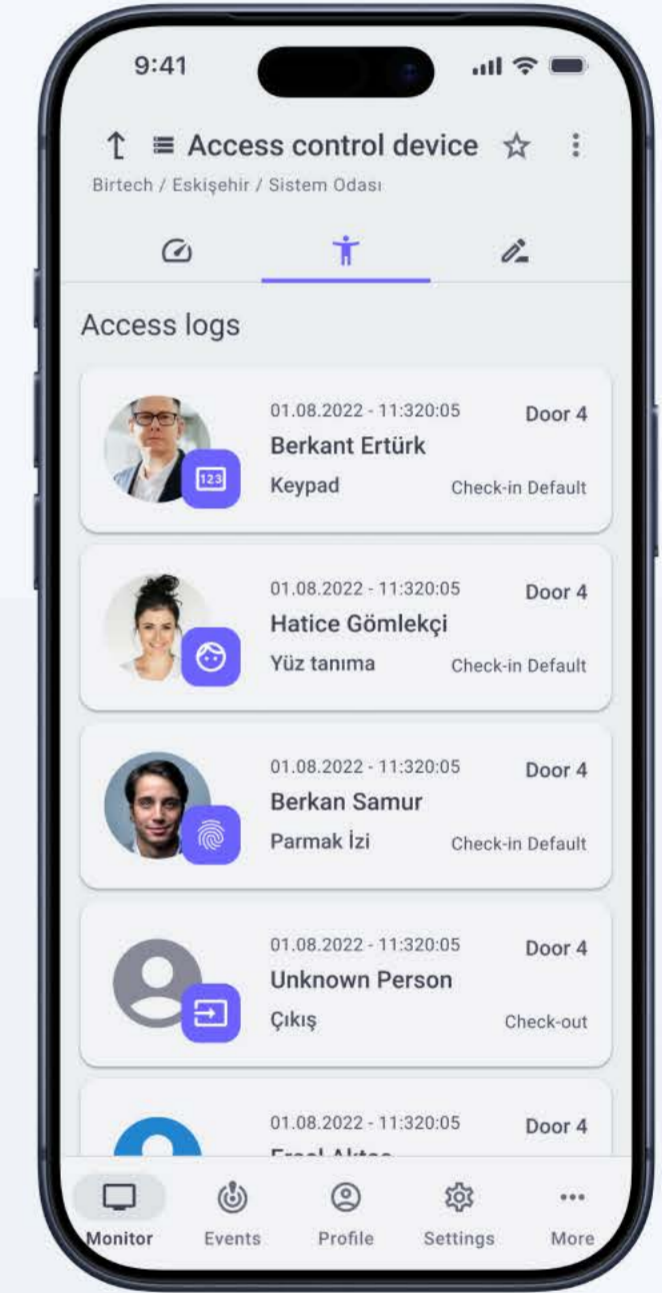 9:41
Access control device
Birtech / Eskişehir / Sistem Odası
Access logs
01.08.2022 - 11:320:05 Door 4
Berkant Ertürk
123
Keypad Check-in Default
01.08.2022 - 11:320:05 Door 4
Hatice Gömlekçi
Yüz tanıma Check-in Default
01.08.2022 - 11:320:05 Door 4
Berkan Samur
Parmak İzi Check-in Default
01.08.2022 - 11:320:05 Door 4
Unknown Person
Çıkış Check-out
01.08.2022 - 11:320:05 Door 4
Monitor Events Profile Settings More